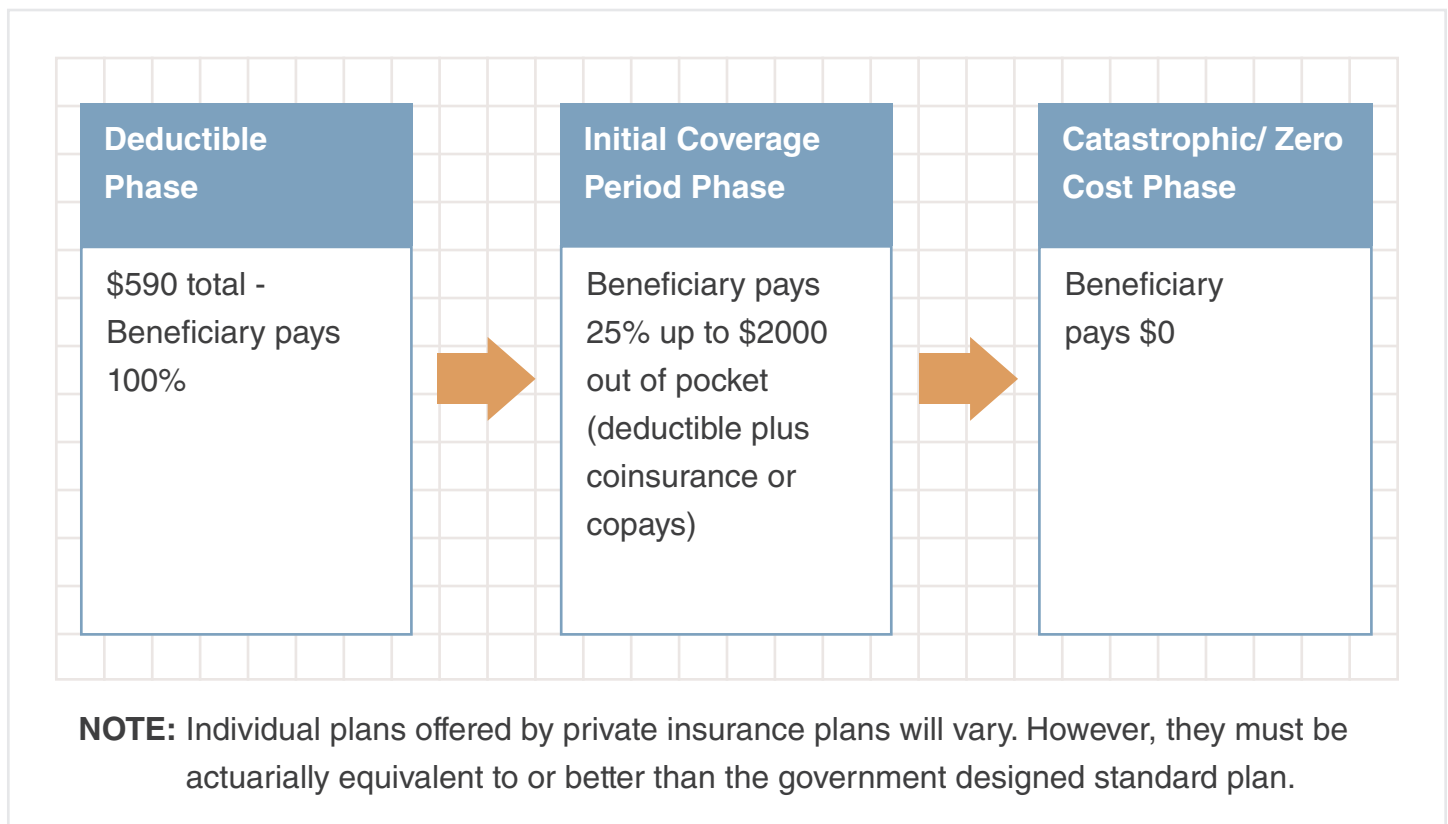 Deductible
Phase
$590 total -
Beneficiary pays
100%
Initial Coverage
Period Phase
Beneficiary pays
25% up to $2000
out of pocket
(deductible plus
coinsurance or
copays)
Catastrophic/ Zero
Cost Phase
Beneficiary
pays $0
NOTE: Individual plans offered by private insurance plans will vary. However, they must be
actuarially equivalent to or better than the government designed standard plan.